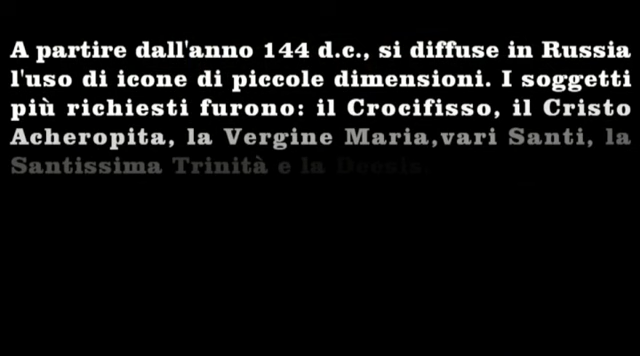 A partire dall'anno 144 d.c., si diffuse in Russia
l'uso di icone di piccole dimensioni. I soggetti
più richiesti furono: il Crocifisso, il Cristo
Acheropita, la Vergine Maria,vari Santi, la
Santissima Trinità e la Deesis.